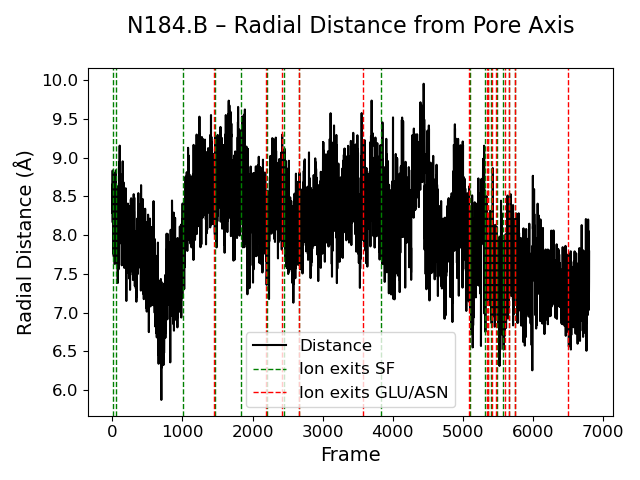 N184.B – Radial Distance from Pore Axis
Radial Distance (Å)
10.0
9.5
9.0
8.5
8.0
7.5
7.0
6.5
6.0
Distance
Ion exits SF
Ion exits GLU/ASN
0 1000 2000 3000 4000 5000 6000 7000
Frame